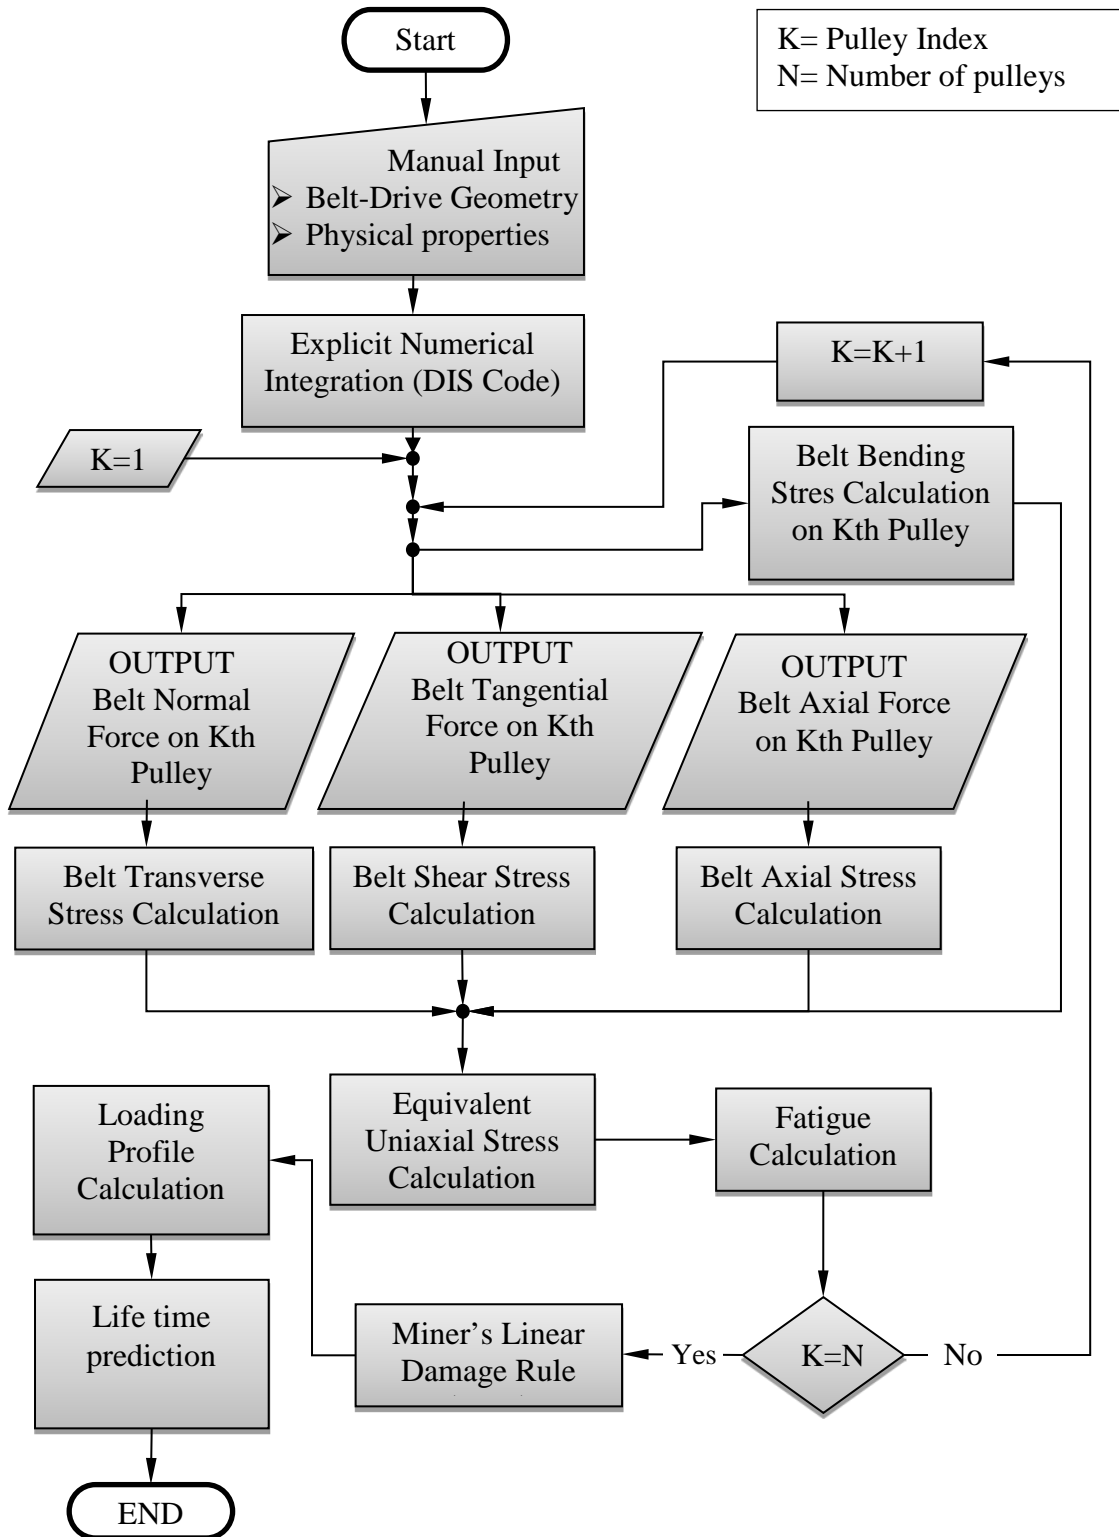 Start
K= Pulley Index
N= Number of pulleys
Manual Input
➢ Belt-Drive Geometry
➢ Physical properties
Explicit Numerical
Integration (DIS Code)
K=K+1
K=1
Belt Bending
Stres Calculation
on Kth Pulley
OUTPUT
Belt Normal
Force on Kth
Pulley
OUTPUT
Belt Tangential
Force on Kth
Pulley
OUTPUT
Belt Axial Force
on Kth Pulley
Belt Transverse
Stress Calculation
Belt Shear Stress
Calculation
Belt Axial Stress
Calculation
Equivalent
Uniaxial Stress
Calculation
Fatigue
Calculation
Loading
Profile
Calculation
Life time
prediction
Miner’s Linear
Damage Rule
Yes
K=N
No
END